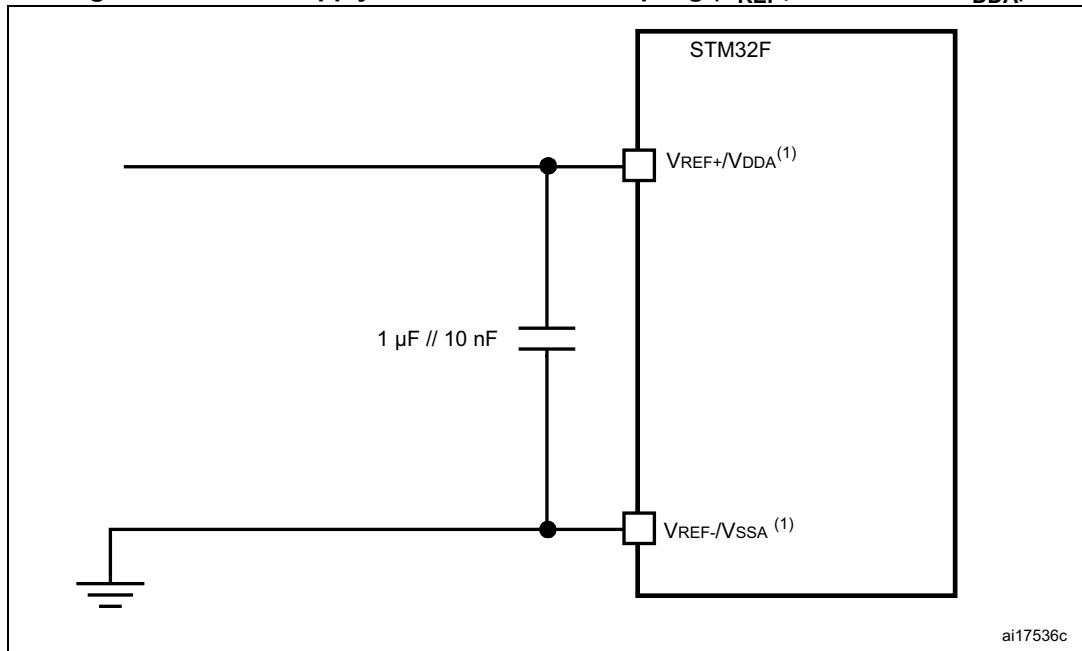 STM32F
VREF+/VDDA(1)
1 µF // 10 nF
VREF-/VSSA (1)
ai17536c